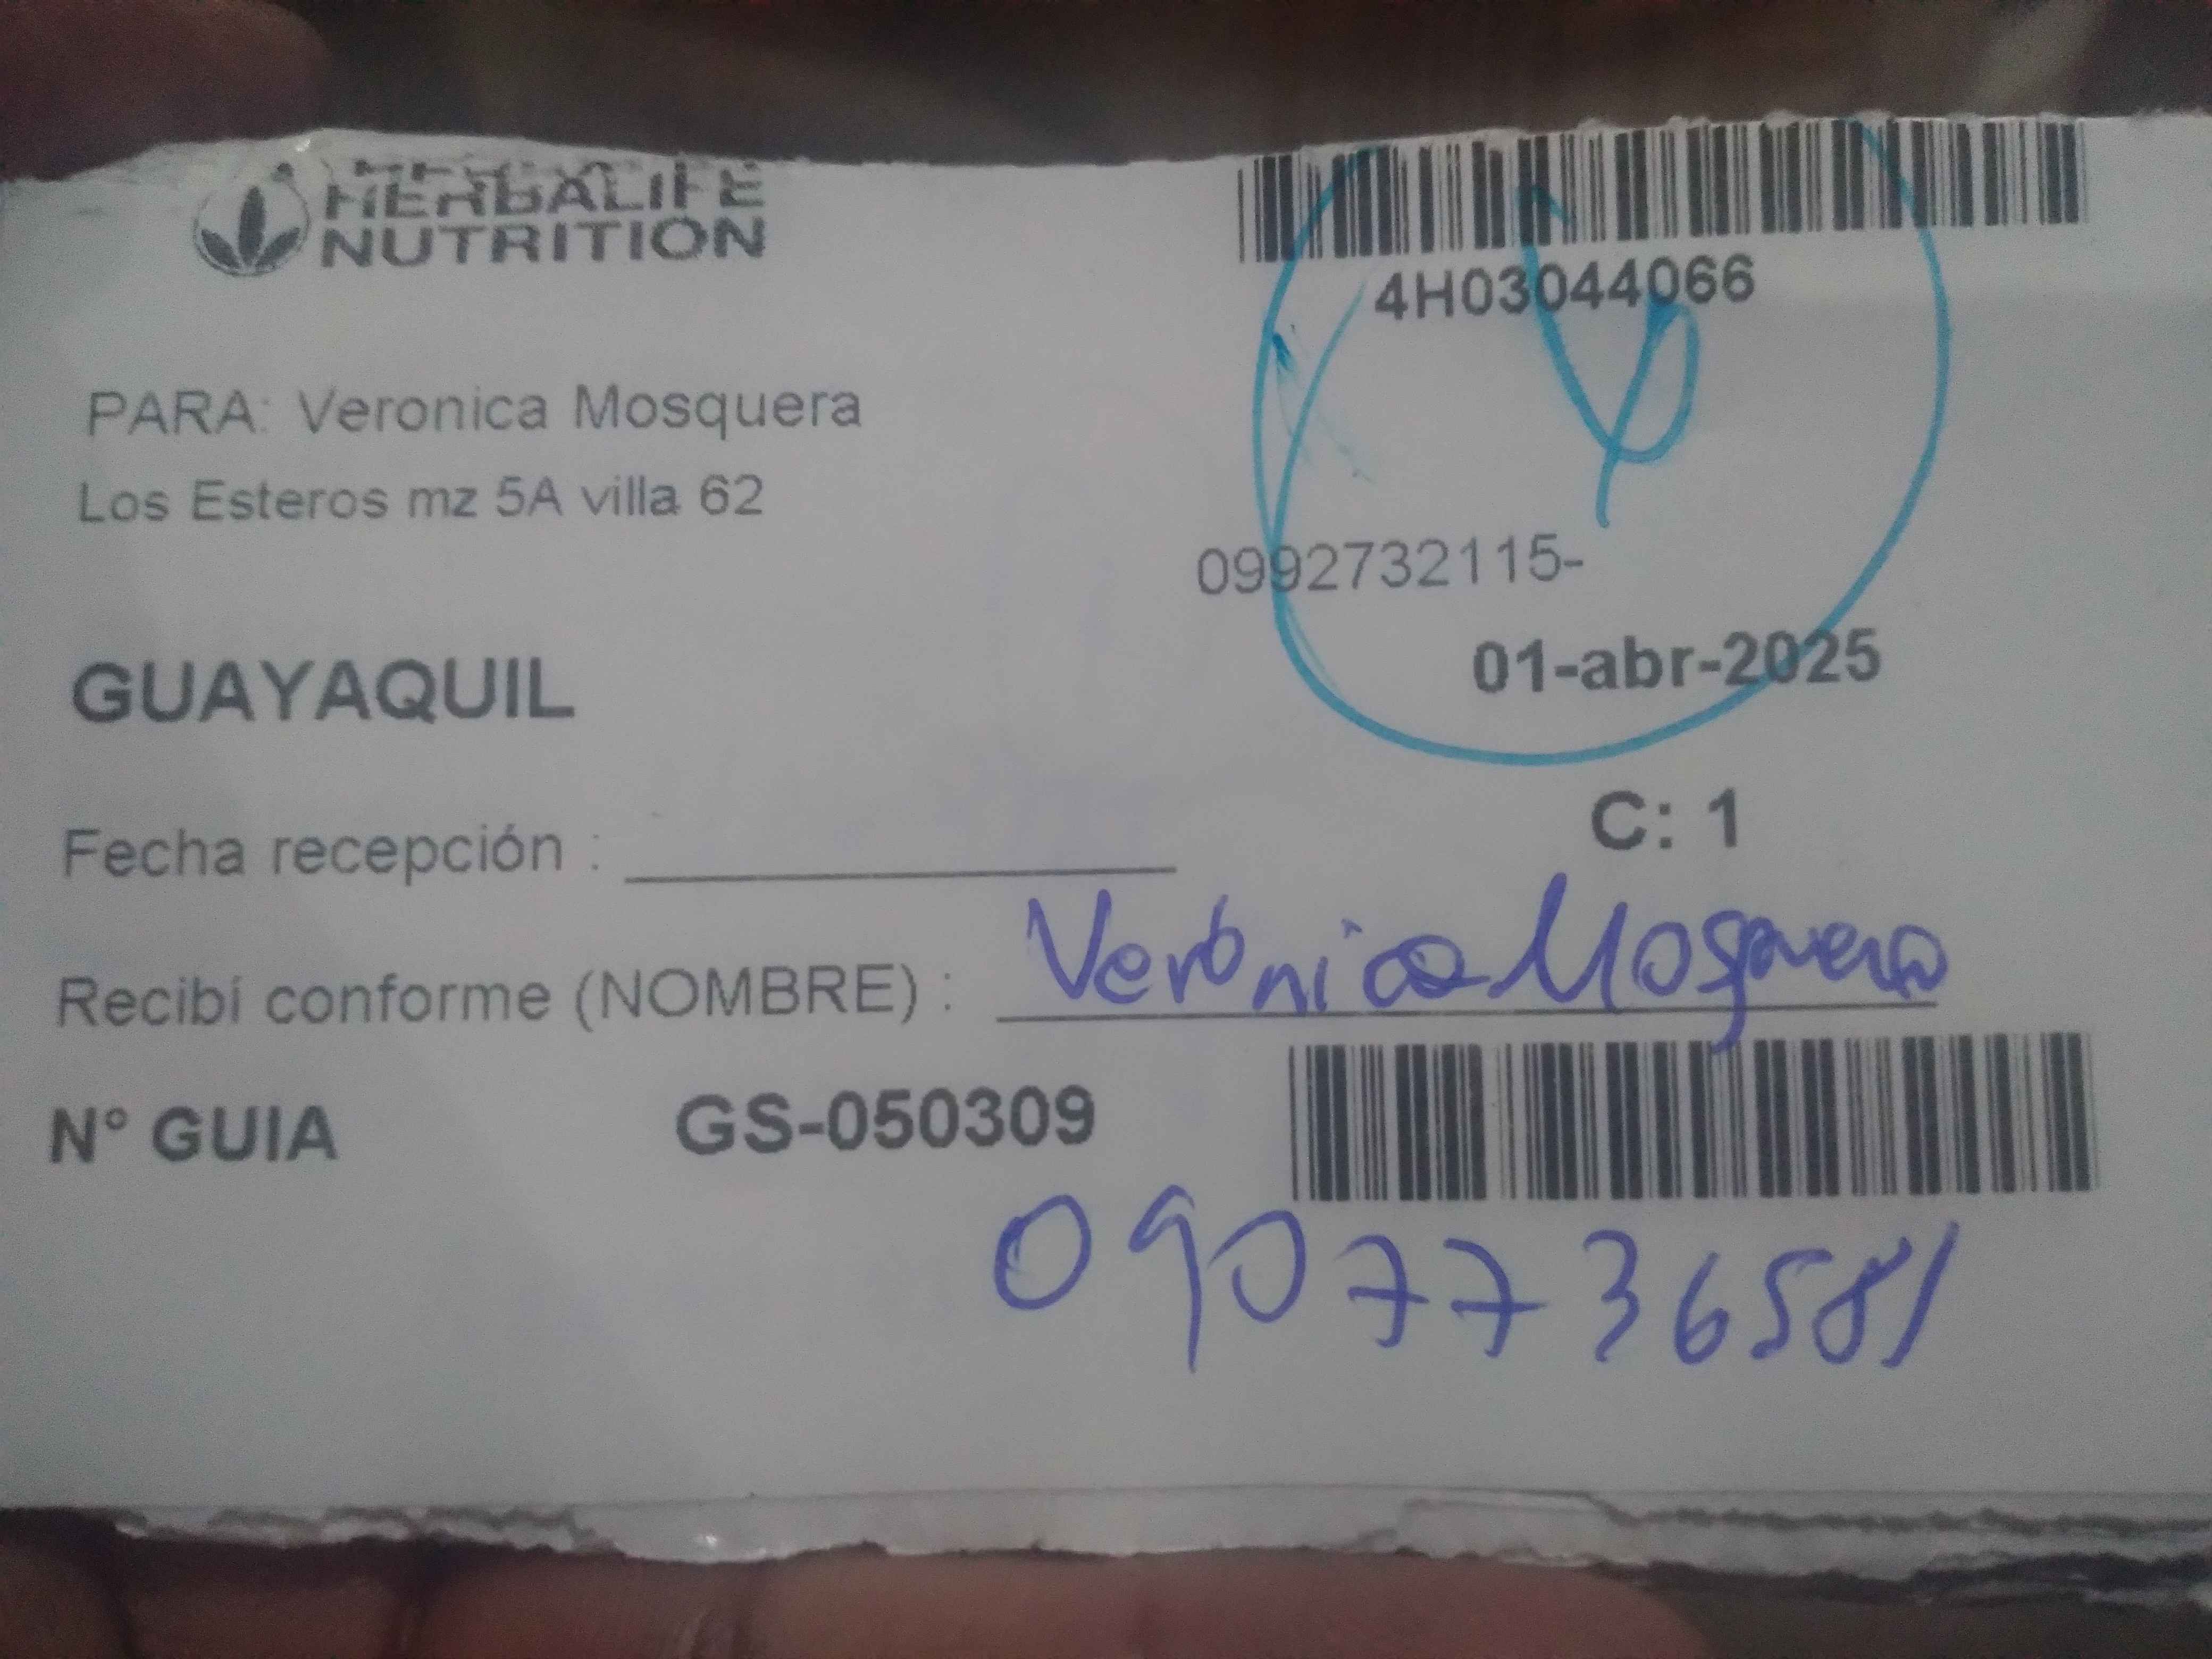 HERBALIFE
NUTRITION
4H03044066
PARA: Veronica Mosquera
Los Esteros mz 5A villa 62
0992732115-
GUAYAQUIL
01-abr-2025
C: 1
Fecha recepción :
Recibí conforme (NOMBRE) : Verónica Mosquera
N° GUIA GS-050309
0907736581